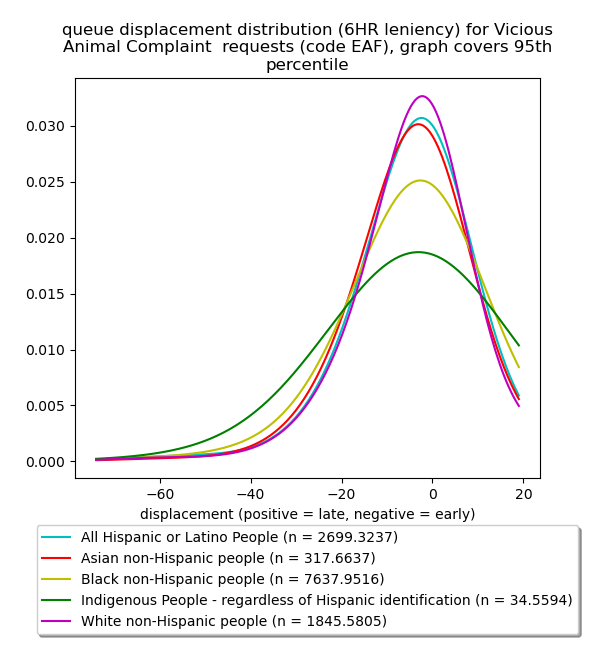 queue displacement distribution (6HR leniency) for Vicious
Animal Complaint  requests (code EAF), graph covers 95th
percentile
0.030
0.025
0.020
0.015
0.010
0.005
0.000
−60
−40
−20
0
20
displacement (positive = late, negative = early)
All Hispanic or Latino People (n = 2699.3237)
Asian non-Hispanic people (n = 317.6637)
Black non-Hispanic people (n = 7637.9516)
Indigenous People - regardless of Hispanic identification (n = 34.5594)
White non-Hispanic people (n = 1845.5805)